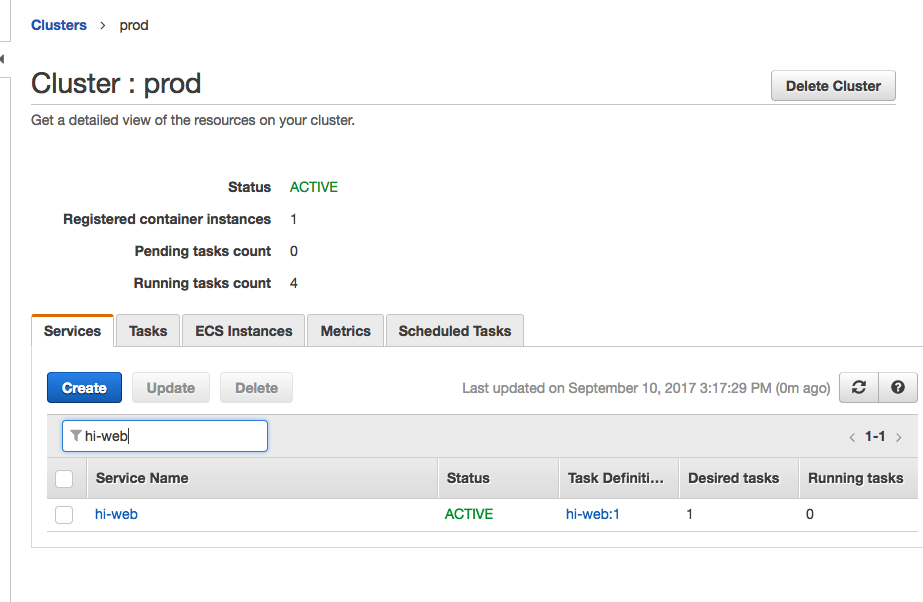 Clusters > prod
Cluster : prod
Delete Cluster
Get a detailed view of the resources on your cluster.
Status ACTIVE
Registered container instances 1
Pending tasks count 0
Running tasks count 4
Services Tasks ECS Instances Metrics Scheduled Tasks
Create Update Delete Last updated on September 10, 2017 3:17:29 PM (0m ago)
hi-web < 1-1 >
Service Name Status Task Definiti... Desired tasks Running tasks
hi-web ACTIVE hi-web:1 1 0